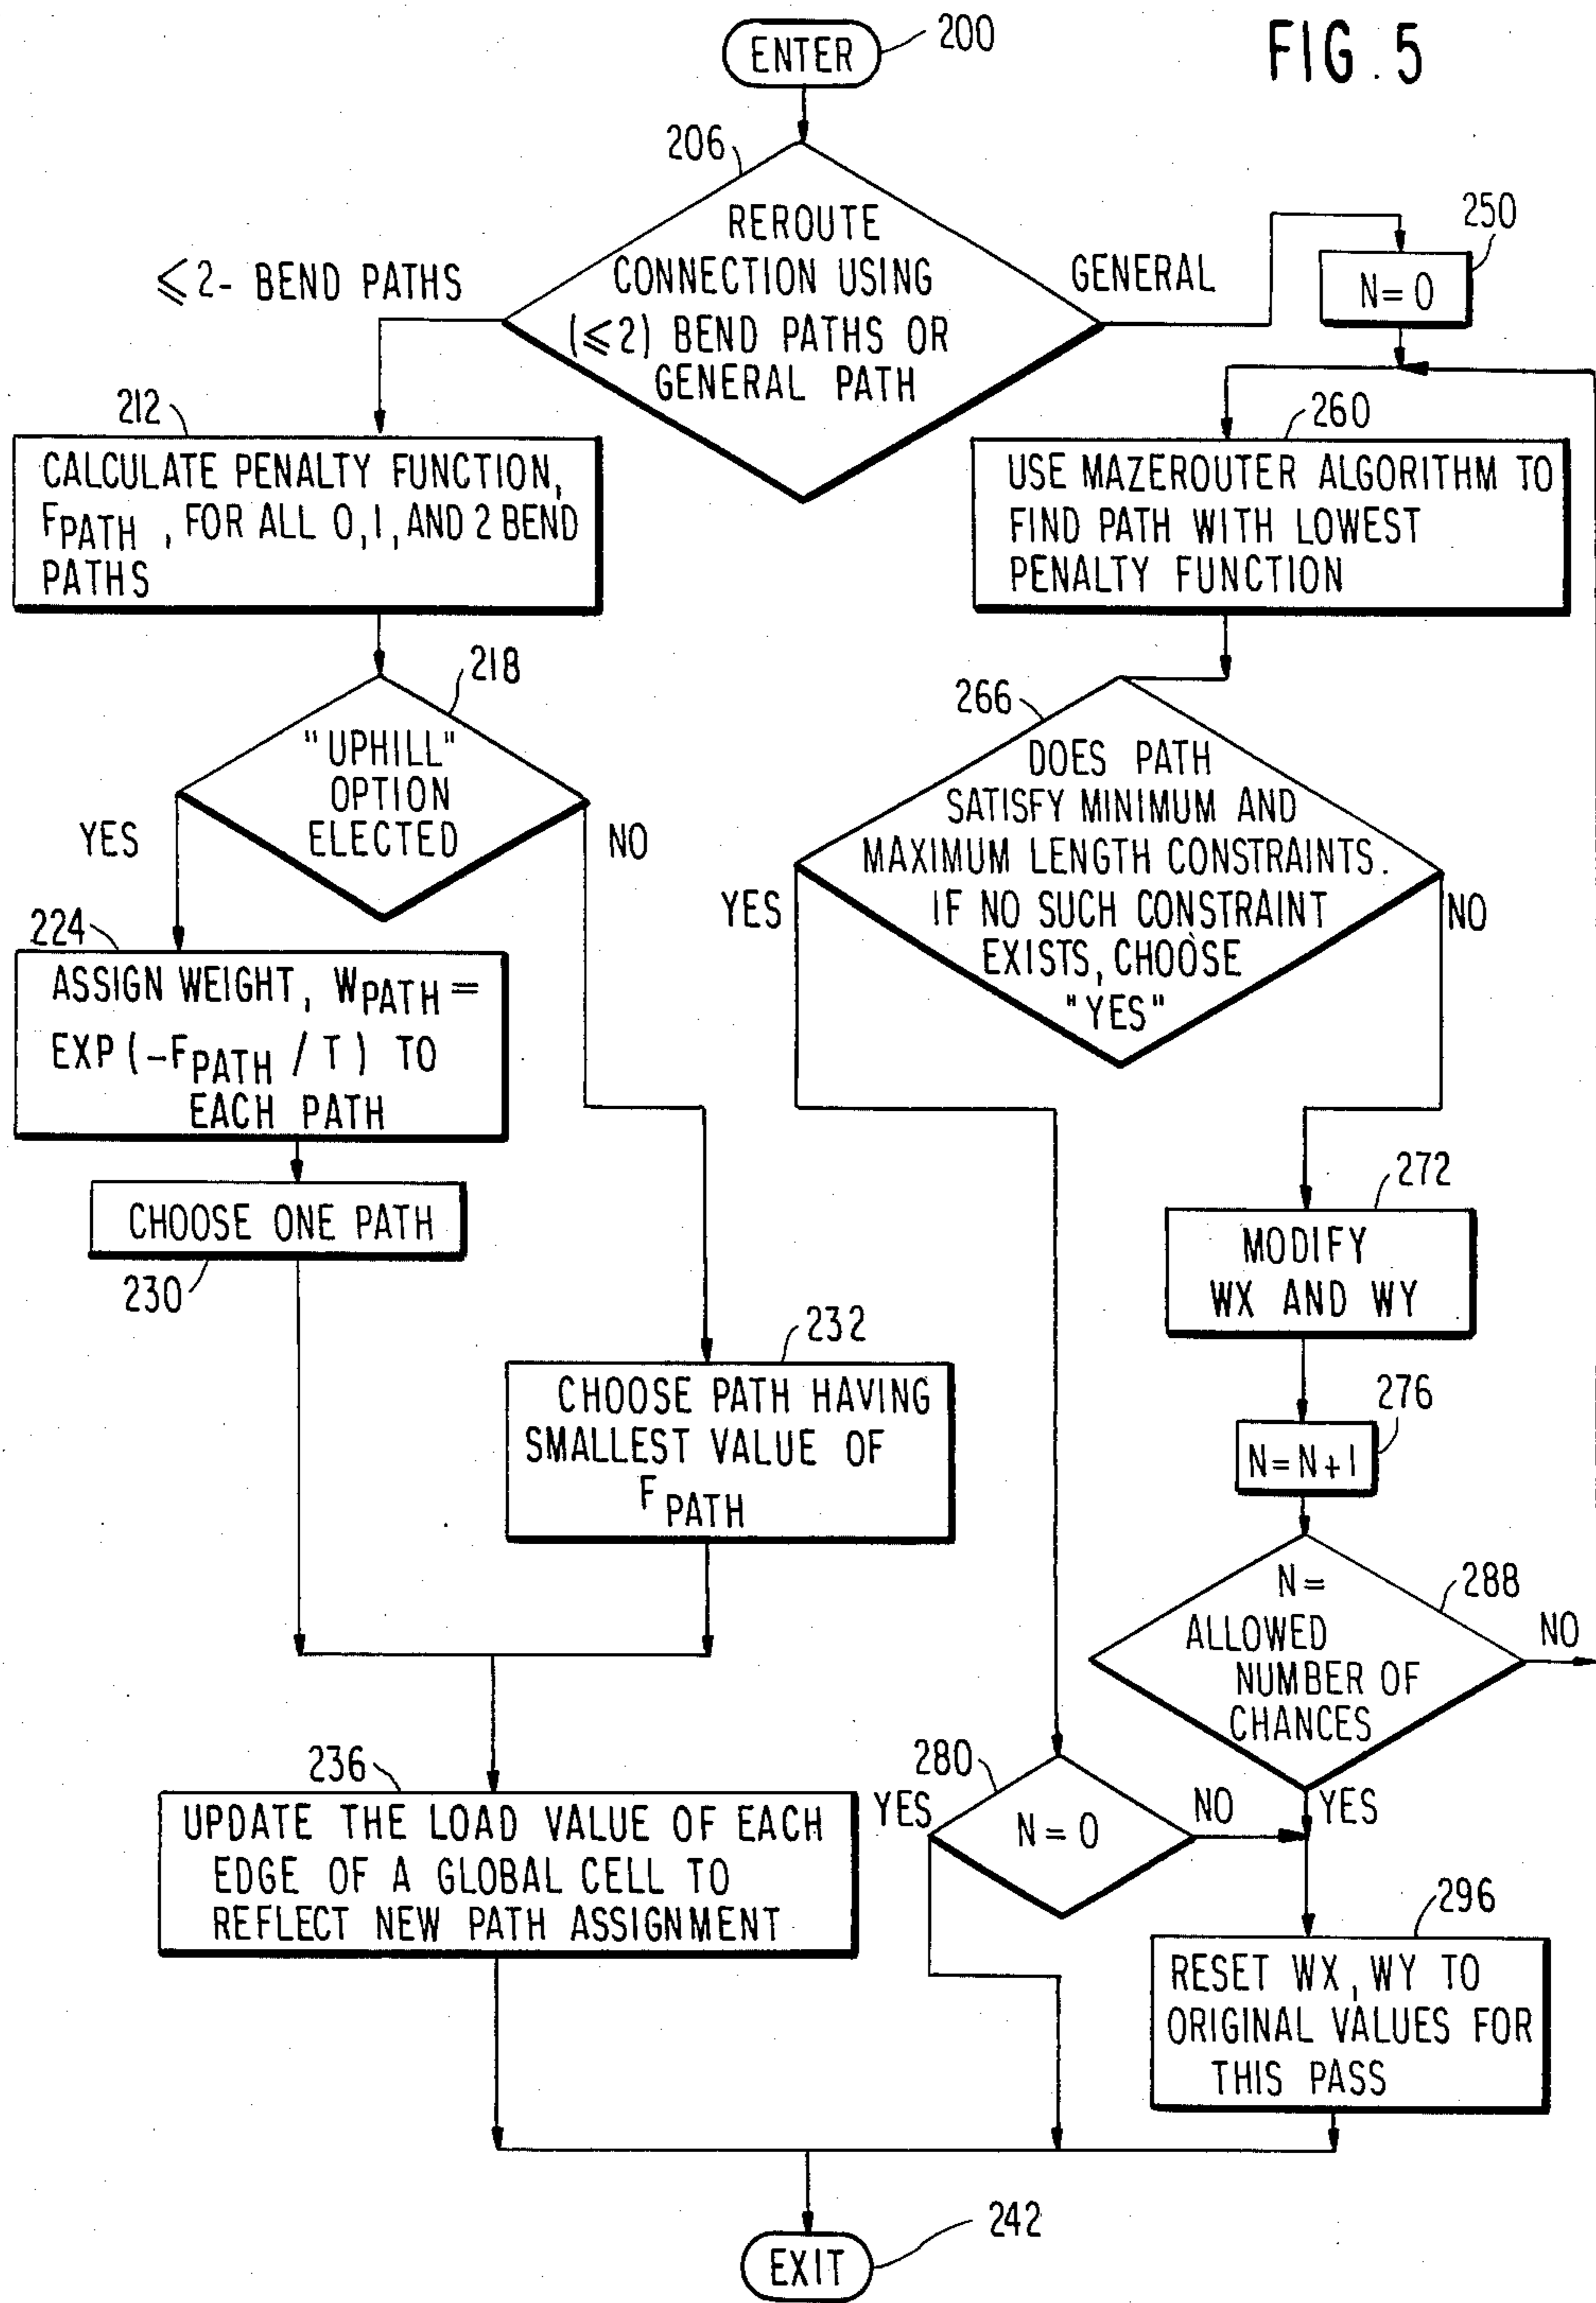 FIG. 5
ENTER
200
206
REROUTE
CONNECTION USING
(≤2) BEND PATHS OR
GENERAL PATH
≤2- BEND PATHS
GENERAL
250
N=0
212
CALCULATE PENALTY FUNCTION,
FPATH , FOR ALL 0,1, AND 2 BEND
PATHS
260
USE MAZEROUTER ALGORITHM TO
FIND PATH WITH LOWEST
PENALTY FUNCTION
218
"UPHILL"
OPTION
ELECTED
YES
NO
266
DOES PATH
SATISFY MINIMUM AND
MAXIMUM LENGTH CONSTRAINTS.
IF NO SUCH CONSTRAINT
EXISTS, CHOOSE
"YES"
YES
NO
224
ASSIGN WEIGHT, WPATH =
EXP (-FPATH / T) TO
EACH PATH
CHOOSE ONE PATH
230
272
MODIFY
WX AND WY
232
CHOOSE PATH HAVING
SMALLEST VALUE OF
FPATH
276
N=N+1
288
N=
ALLOWED
NUMBER OF
CHANCES
NO
YES
236
UPDATE THE LOAD VALUE OF EACH
EDGE OF A GLOBAL CELL TO
REFLECT NEW PATH ASSIGNMENT
280
YES
N=0
NO
296
RESET WX, WY TO
ORIGINAL VALUES FOR
THIS PASS
242
EXIT